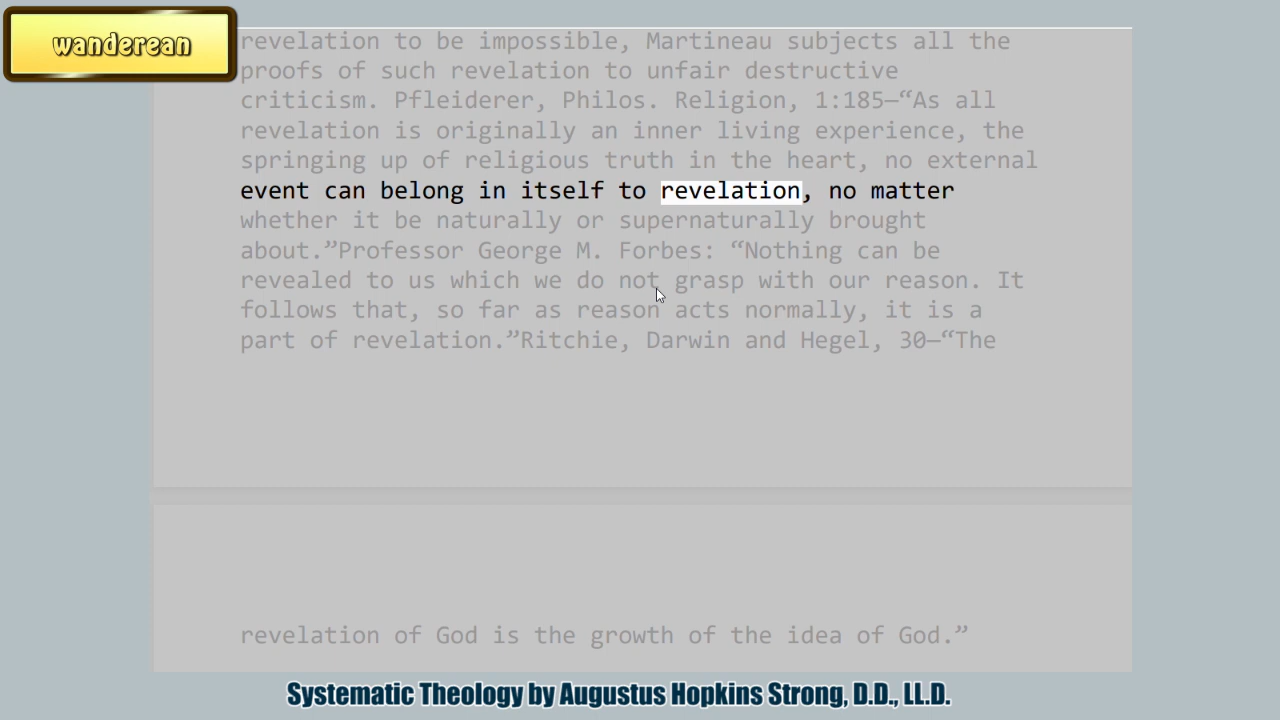 wanderean
revelation to be impossible, Martineau subjects all the
proofs of such revelation to unfair destructive
criticism. Pfleiderer, Philos. Religion, 1:185—“As all
revelation is originally an inner living experience, the
springing up of religious truth in the heart, no external
event can belong in itself to revelation, no matter
whether it be naturally or supernaturally brought
about.”Professor George M. Forbes: “Nothing can be
revealed to us which we do not grasp with our reason. It
follows that, so far as reason acts normally, it is a
part of revelation.”Ritchie, Darwin and Hegel, 30—“The
revelation of God is the growth of the idea of God.”
Systematic Theology by Augustus Hopkins Strong, D.D., LL.D.